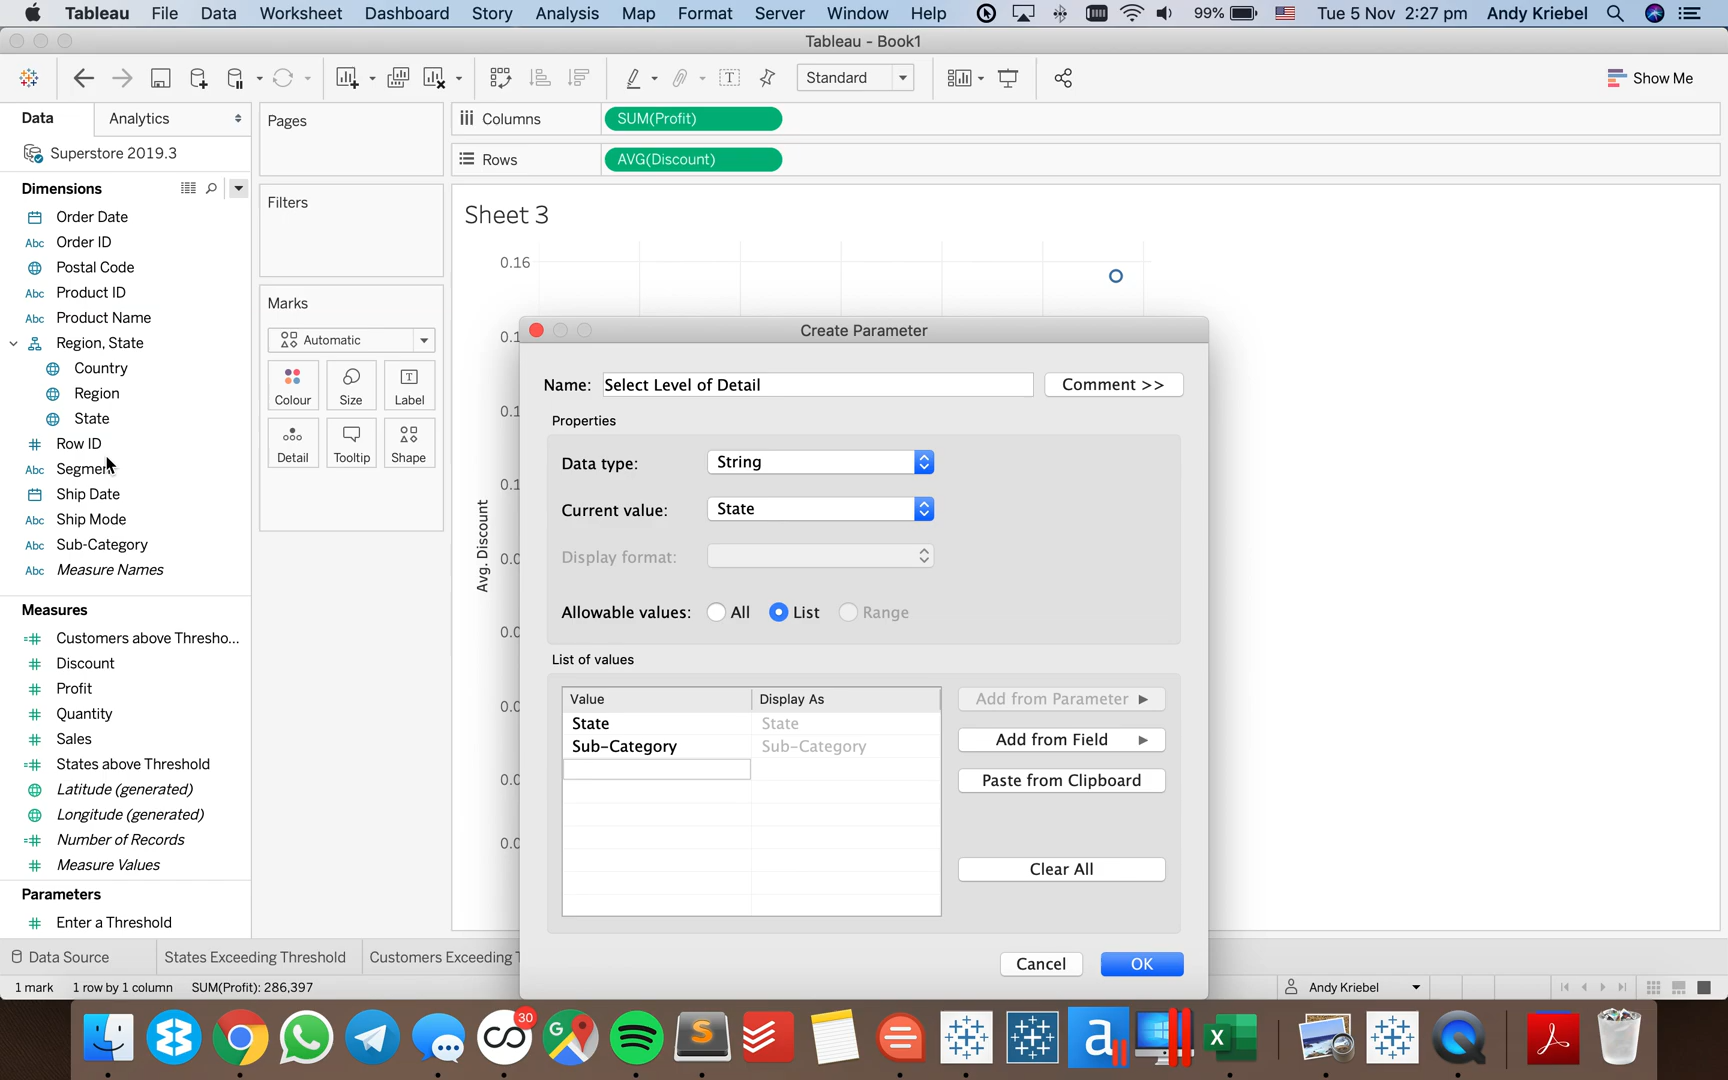 Tableau File Data Worksheet Dashboard Story Analysis Map Format Server Window Help 99% Tue 5 Nov 2:27 pm Andy Kriebel
Tableau - Book1
Standard Show Me
Data Analytics
Pages
Columns SUM(Profit)
Superstore 2019.3
Rows AVG(Discount)
Dimensions
Filters
Order Date
Sheet 3
Abc Order ID
0.16
Postal Code
Abc Product ID
Marks
Abc Product Name
Automatic
Region, State
Country
Region
State
Colour Size Label
Detail Tooltip Shape
Row ID
Abc Segmen
Ship Date
Abc Ship Mode
Abc Sub-Category
Abc Measure Names
Measures
Customers above Thresho...
Discount
Profit
Quantity
Sales
States above Threshold
Latitude (generated)
Longitude (generated)
Number of Records
Measure Values
Parameters
Enter a Threshold
Avg. Discount
Create Parameter
Name: Select Level of Detail Comment >>
Properties
Data type: String
Current value: State
Display format:
Allowable values: All List Range
List of values
Value Display As
State State
Sub-Category Sub-Category
Add from Parameter
Add from Field
Paste from Clipboard
Clear All
Cancel OK
Data Source States Exceeding Threshold Customers Exceeding
1 mark 1 row by 1 column SUM(Profit): 286,397 Andy Kriebel
30